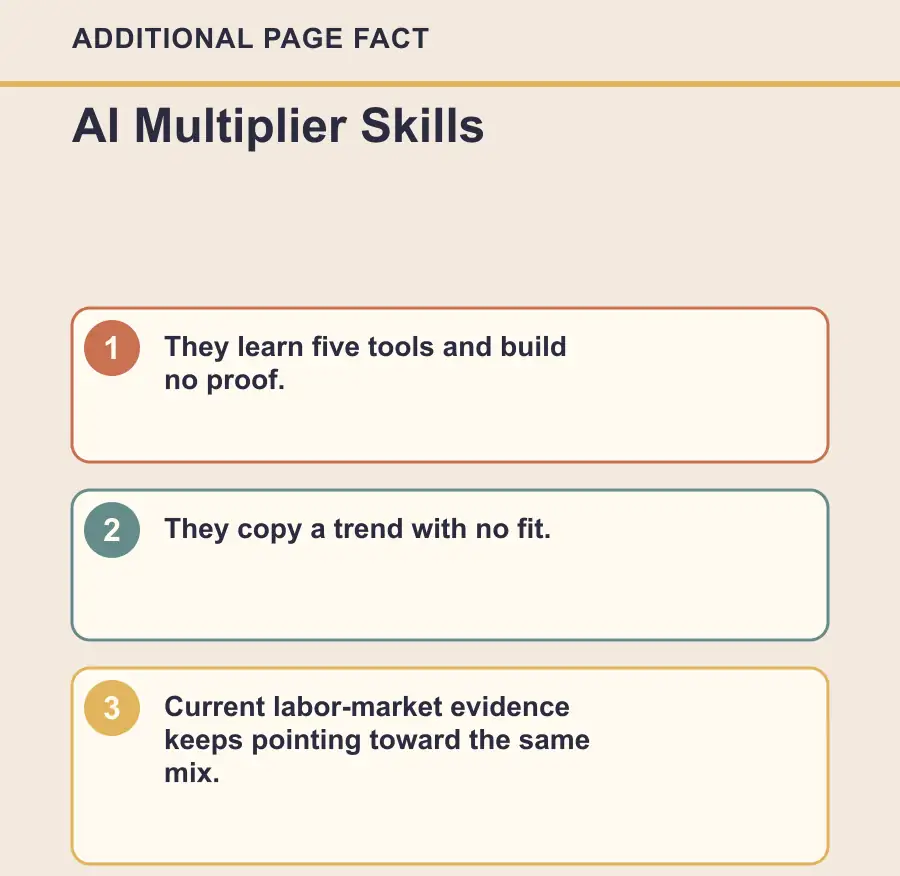 ADDITIONAL PAGE FACT
AI Multiplier Skills
1
They learn five tools and build
no proof.
2
They copy a trend with no fit.
3
Current labor-market evidence
keeps pointing toward the same
mix.